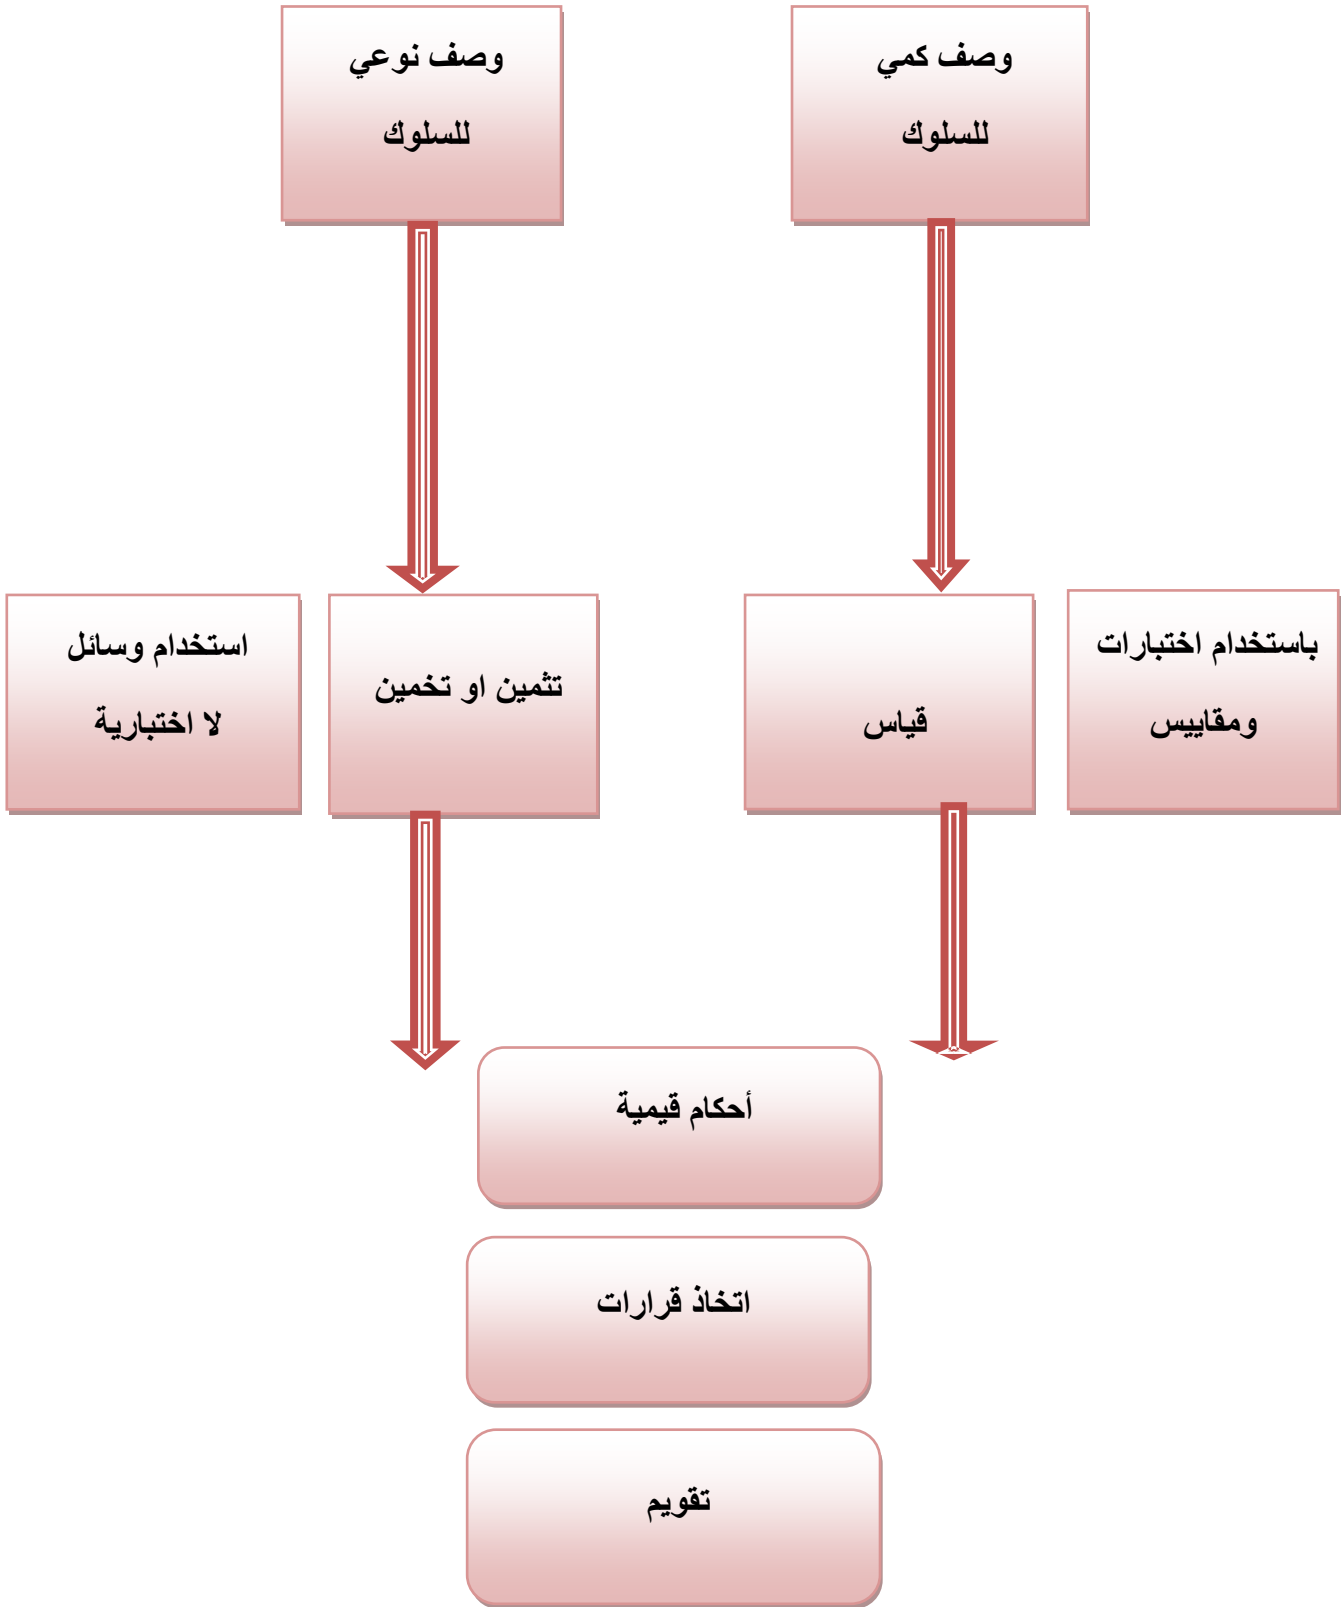 وصف كمي
للسلوك
وصف نوعي
للسلوك
باستخدام اختبارات
ومقاييس
قياس
تثمين او تخمين
استخدام وسائل
لا اختبارية
أحكام قيمية
اتخاذ قرارات
تقويم